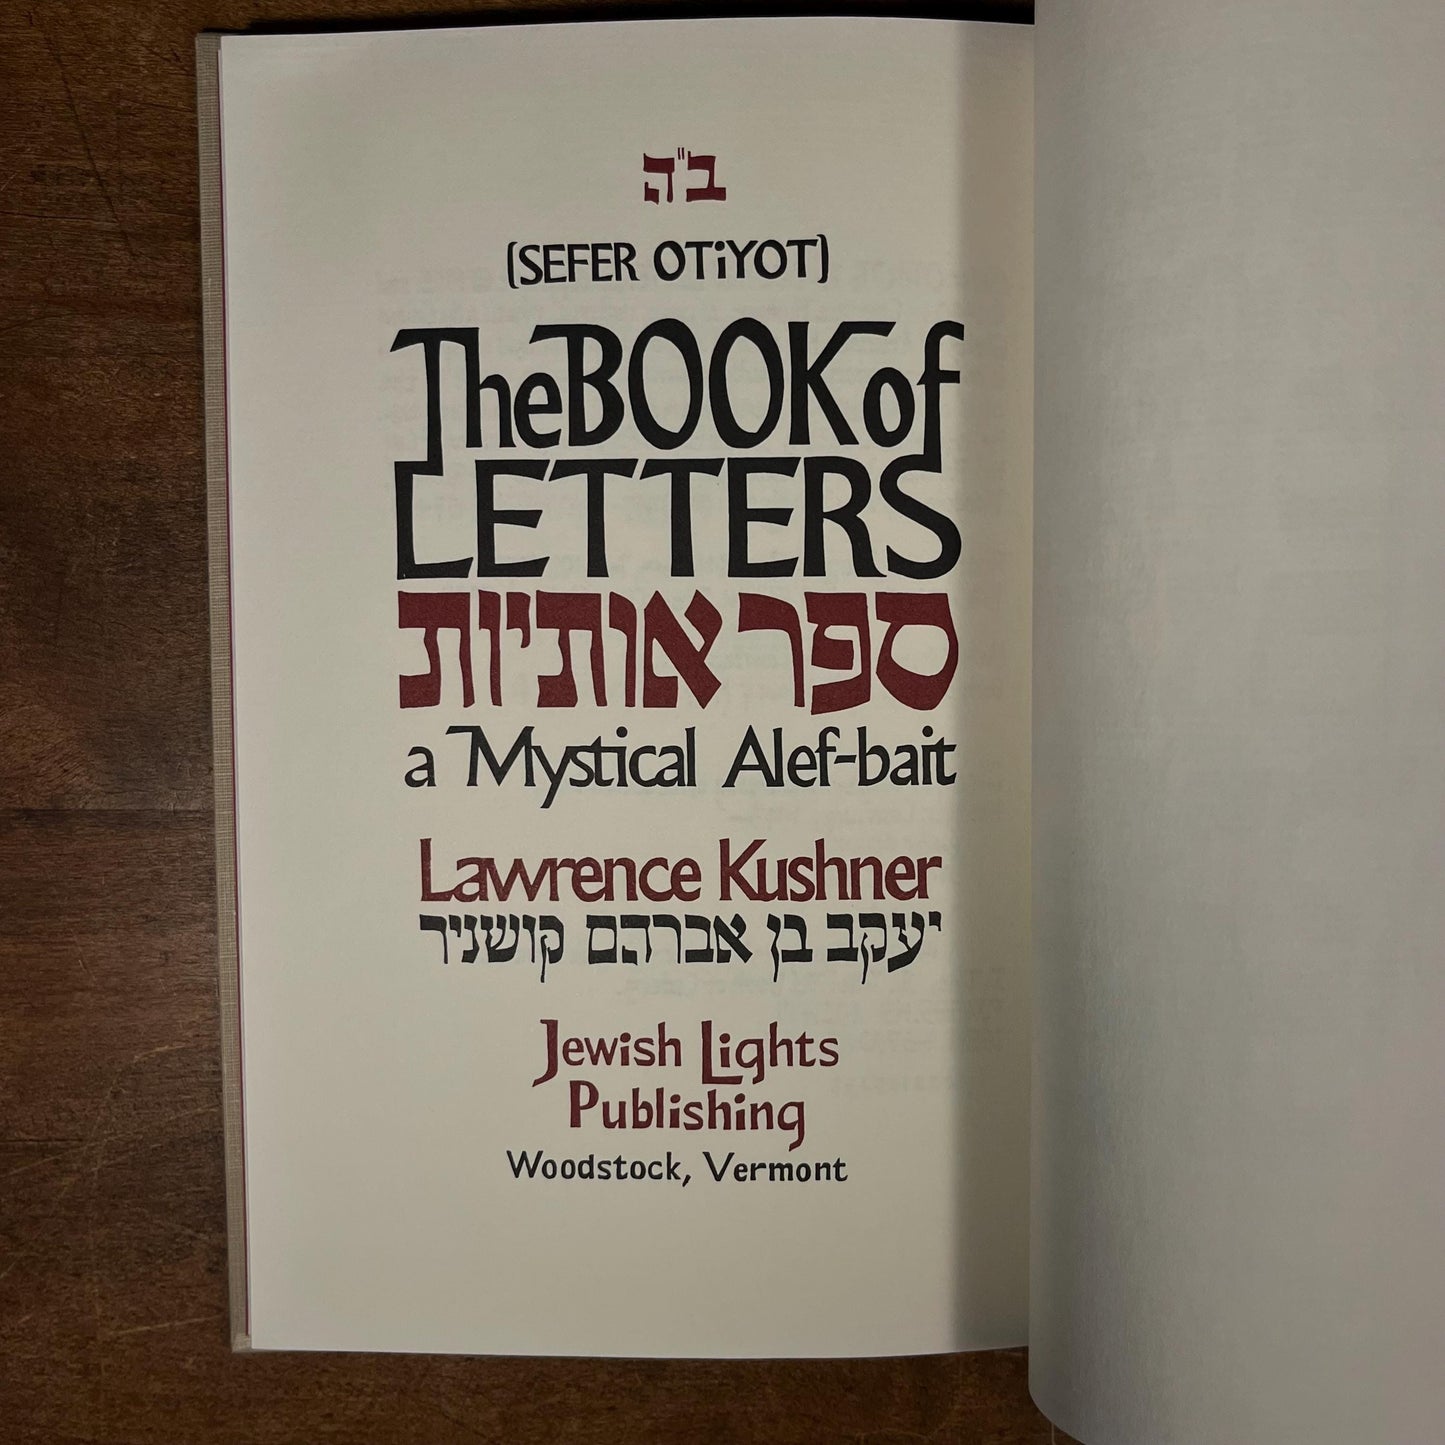 ב"ה
(SEFER OTiYOT)
The BOOK of
LETTERS
ספר אותיות
a Mystical Alef-bait
Lawrence Kushner
יעקב בן אברהם קושניר
Jewish Lights
Publishing
Woodstock, Vermont